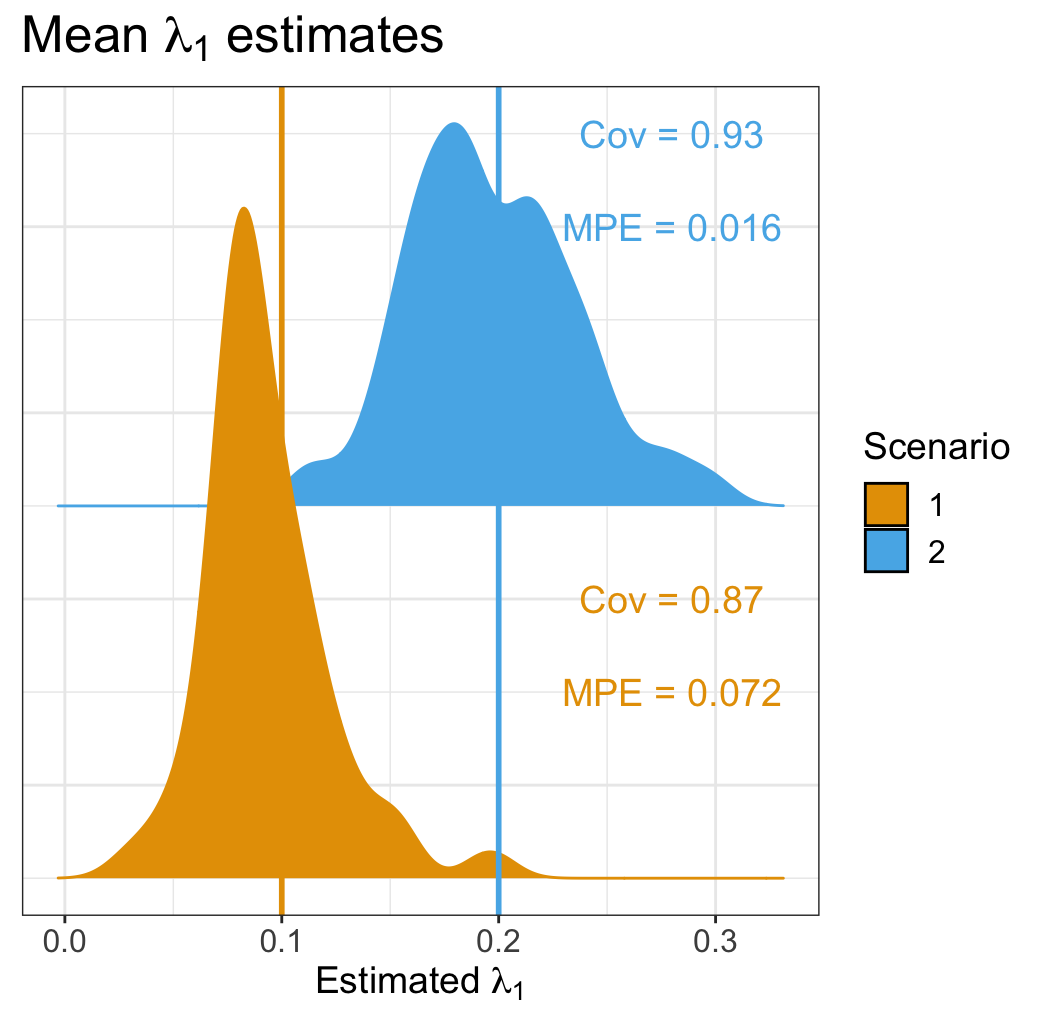 Mean λ1 estimates
Cov = 0.93
MPE = 0.016
Cov = 0.87
MPE = 0.072
0.0 0.1 0.2 0.3
Estimated λ1
Scenario
1
2